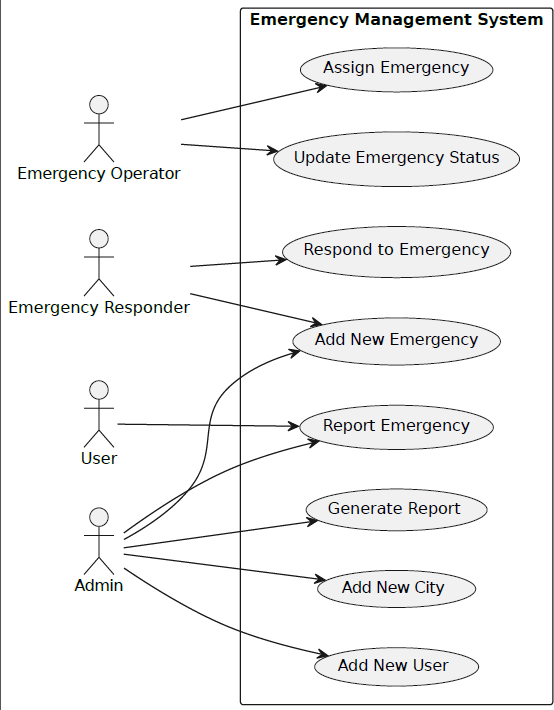 Emergency Management System
Assign Emergency
Update Emergency Status
Emergency Operator
Respond to Emergency
Emergency Responder
Add New Emergency
Report Emergency
User
Generate Report
Admin
Add New City
Add New User